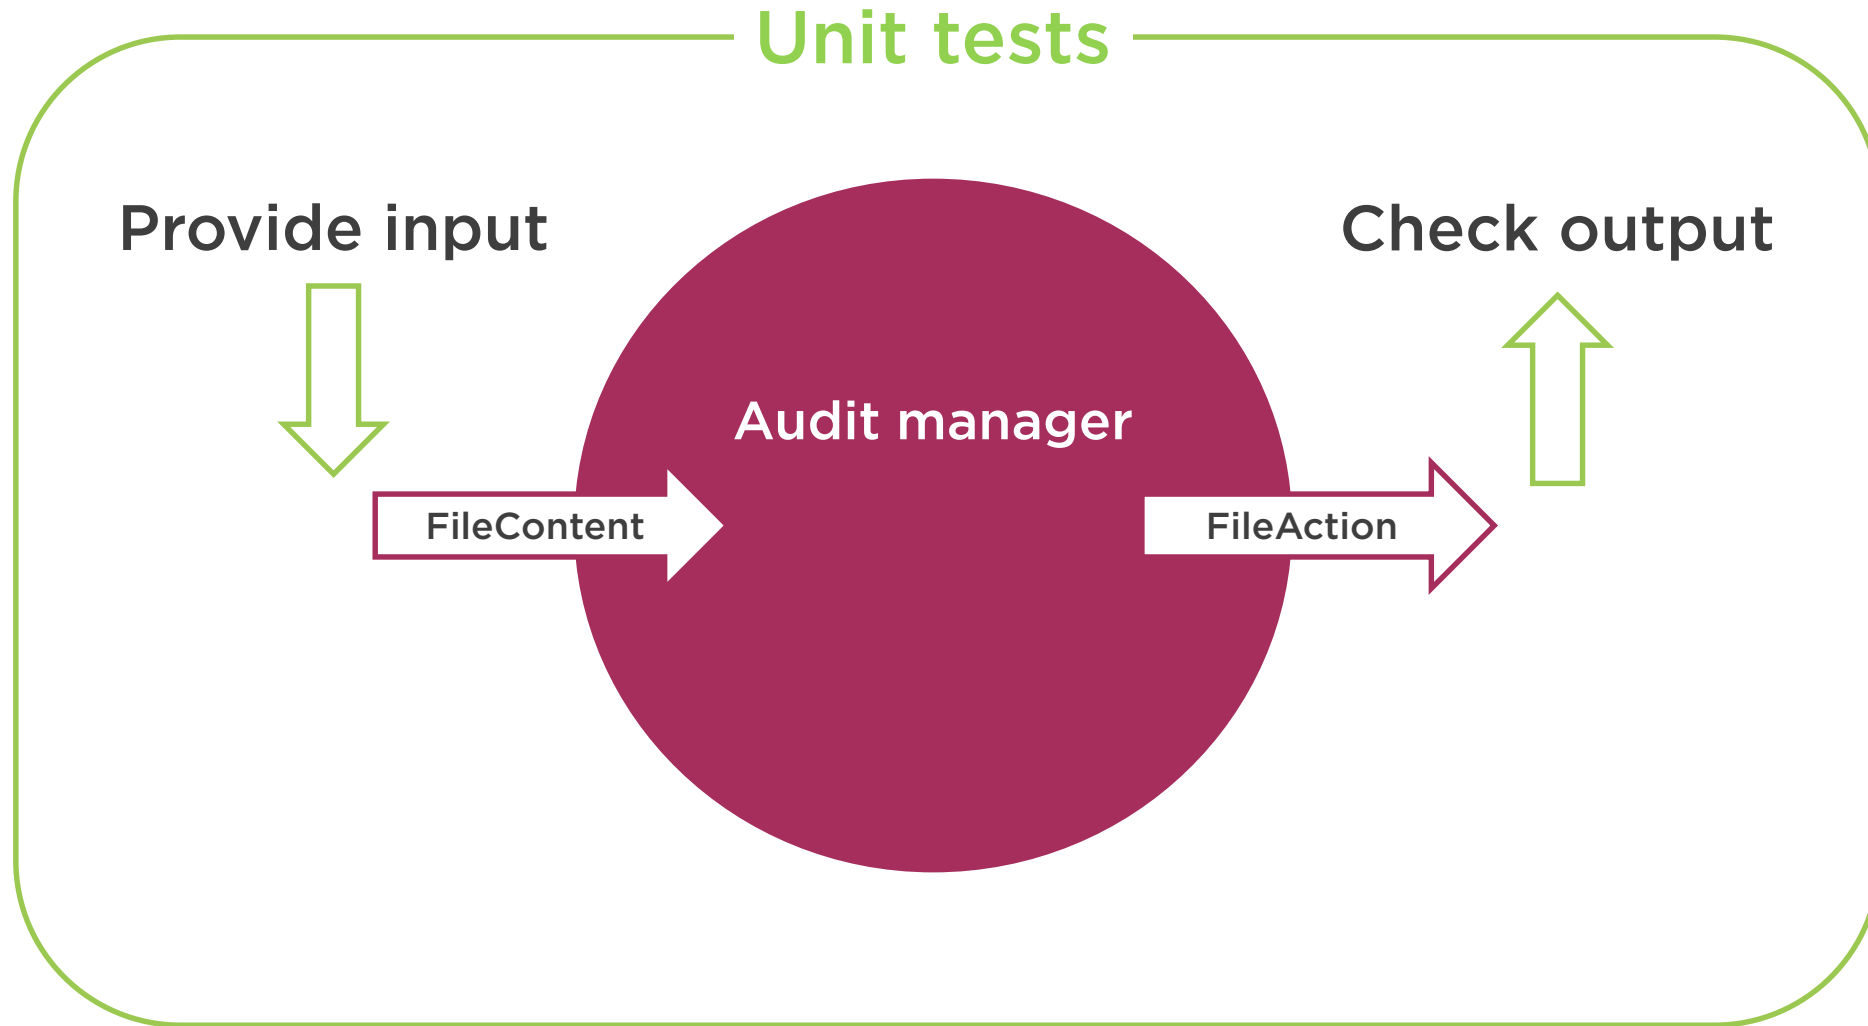 Unit tests
Provide input
Check output
Audit manager
FileContent
FileAction